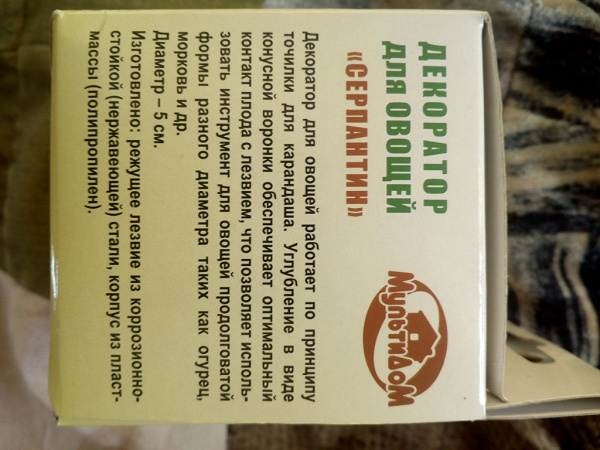 ДЕКОРАТОР
ДЛЯ ОВОЩЕЙ
«СЕРПАНТИН»
МУЛЬТИДОМ
Декоратор для овощей работает по принципу
точилки для карандаша. Углубление в виде
конусной воронки обеспечивает оптимальный
контакт плода с лезвием, что позволяет исполь-
зовать инструмент для овощей продолговатой
формы разного диаметра таких как огурец,
морковь и др.
Диаметр – 5 см.
Изготовлено: режущее лезвие из коррозионно-
стойкой (нержавеющей) стали, корпус из пласт-
массы (полипропилен).